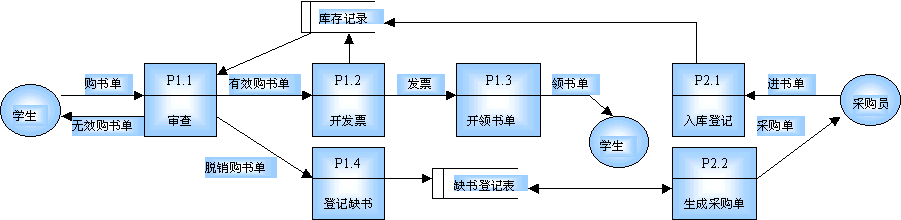 库存记录
购书单
P1.1
有效购书单
P1.2
发票
P1.3
领书单
P2.1
进书单
学生
无效购书单
审查
开发票
开领书单
学生
入库登记
采购单
采购员
脱销购书单
P1.4
登记缺书
缺书登记表
P2.2
生成采购单